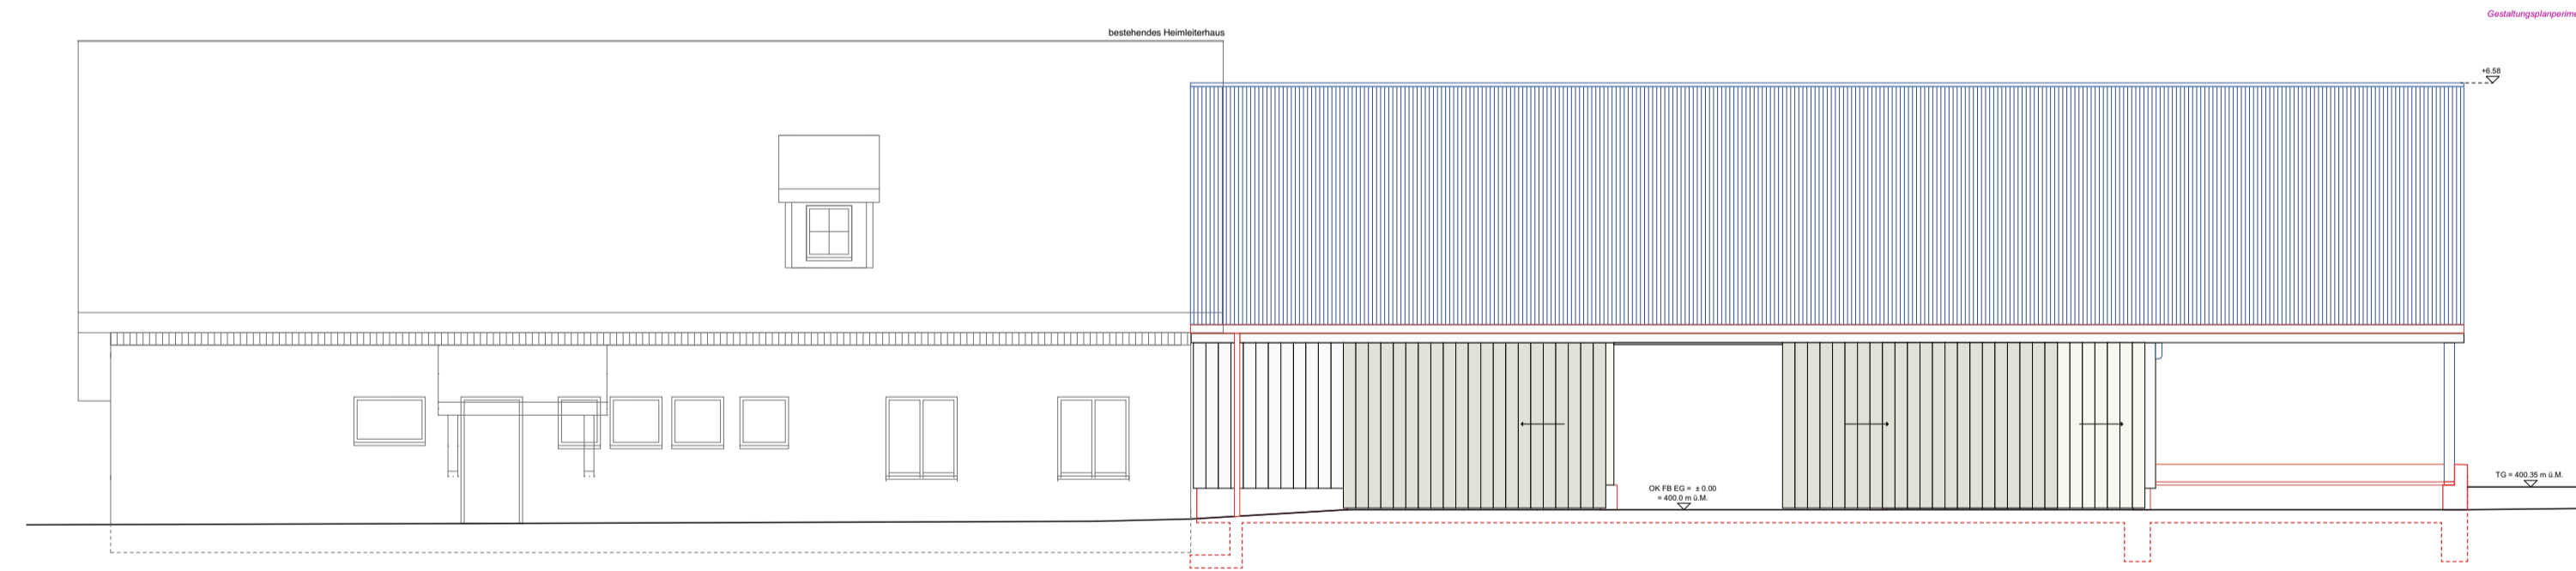 Gestaltungsplanperime
bestehendes Heimleiterhaus
+6.58
TG = 400.35 m ü.M.
OK FB EG = ± 0.00
= 400.0 m ü.M.